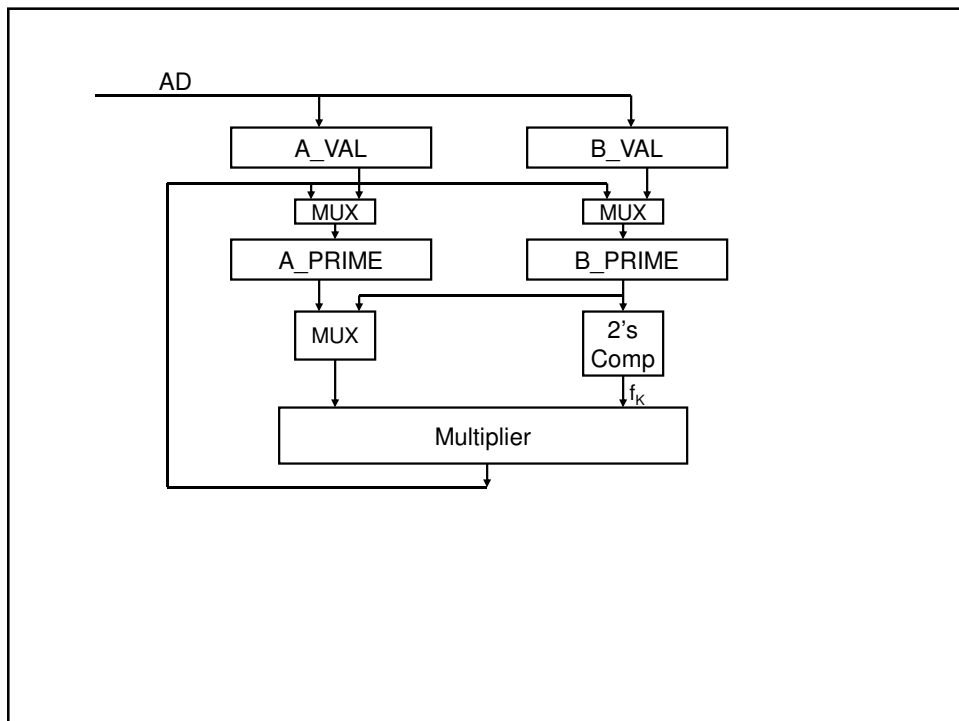 AD
A_VAL
B_VAL
MUX
MUX
A_PRIME
B_PRIME
MUX
2's
Comp
fK
Multiplier